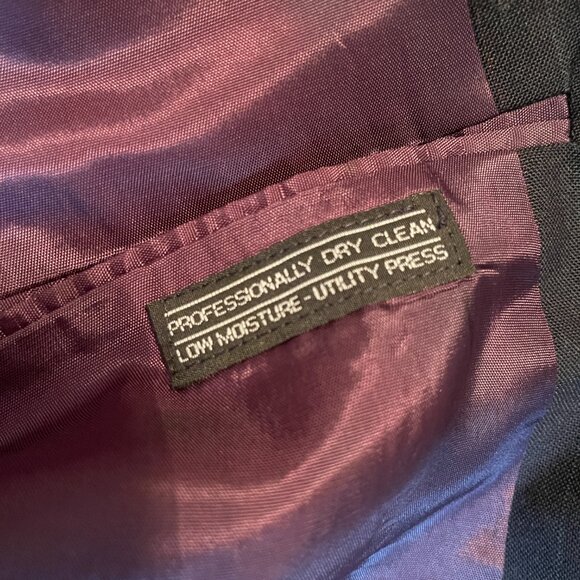 PROFESSIONALLY DRY CLEAN
LOW MOISTURE - UTILITY PRESS